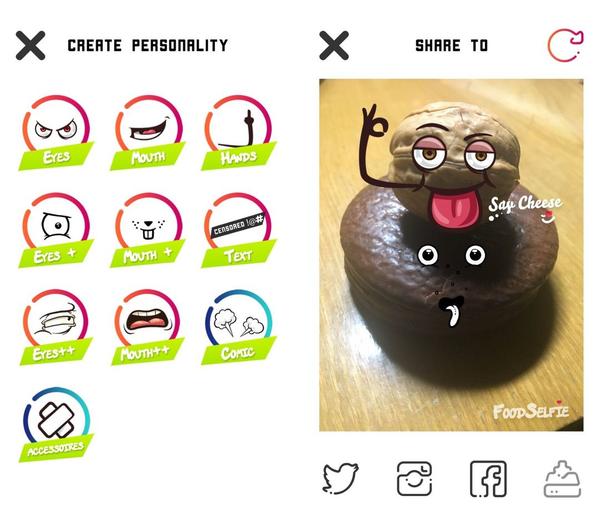 CREATE PERSONALITY
EYES
MOUTH
HANDS
EYES +
MOUTH +
CENSORED !@#
TEXT
EYES++
MOUTH++
COMIC
ACCESSOIRES
SHARE TO
Say Cheese
FOODSELFIE